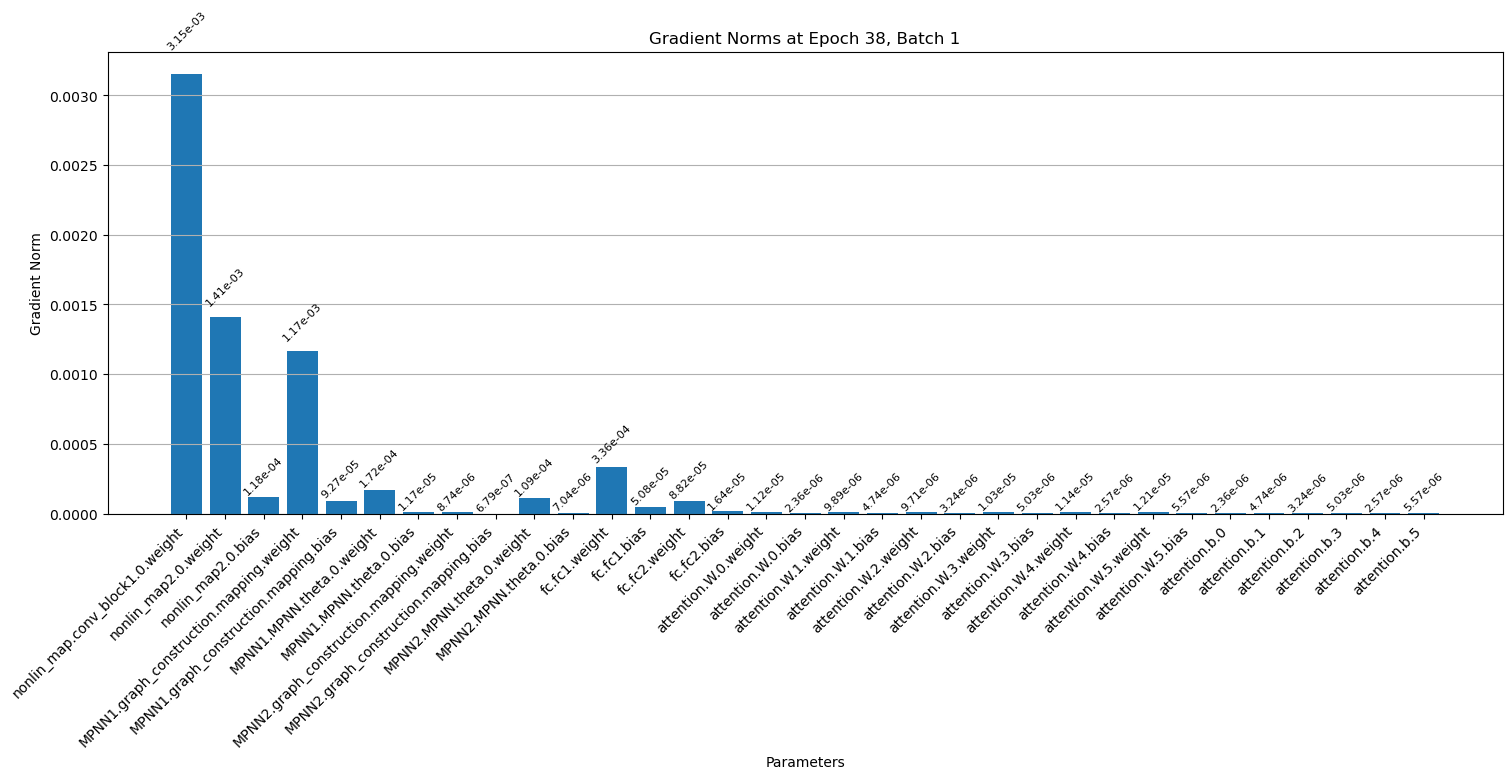 Gradient Norms at Epoch 38, Batch 1
Gradient Norm
0.0030
0.0025
0.0020
0.0015
0.0010
0.0005
0.0000
3.15e-03
1.41e-03
1.18e-04
1.17e-03
9.27e-05
1.72e-04
1.17e-05
8.74e-06
6.79e-07
1.09e-04
7.04e-06
3.36e-04
5.08e-05
8.82e-05
1.64e-05
1.12e-05
2.36e-06
9.89e-06
4.74e-06
9.71e-06
3.24e-06
1.03e-05
5.03e-06
1.14e-05
2.57e-06
1.21e-05
5.57e-06
2.36e-06
4.74e-06
3.24e-06
5.03e-06
2.57e-06
5.57e-06
nonlin_map.conv_block1.0.weight
nonlin_map2.0.weight
nonlin_map2.0.bias
MPNN1.graph_construction.mapping.weight
MPNN1.graph_construction.mapping.bias
MPNN1.MPNN.theta.0.weight
MPNN1.MPNN.theta.0.bias
MPNN2.graph_construction.mapping.weight
MPNN2.graph_construction.mapping.bias
MPNN2.MPNN.theta.0.weight
MPNN2.MPNN.theta.0.bias
fc.fc1.weight
fc.fc1.bias
fc.fc2.weight
fc.fc2.bias
attention.W.0.weight
attention.W.0.bias
attention.W.1.weight
attention.W.1.bias
attention.W.2.weight
attention.W.2.bias
attention.W.3.weight
attention.W.3.bias
attention.W.4.weight
attention.W.4.bias
attention.W.5.weight
attention.W.5.bias
attention.b.0
attention.b.1
attention.b.2
attention.b.3
attention.b.4
attention.b.5
Parameters